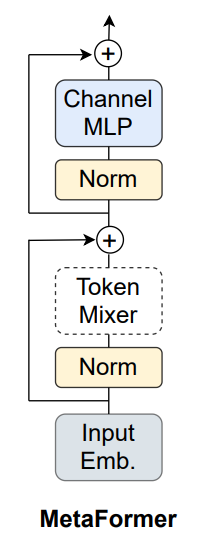 +
Channel
MLP
Norm
+
Token
Mixer
Norm
Input
Emb.
MetaFormer